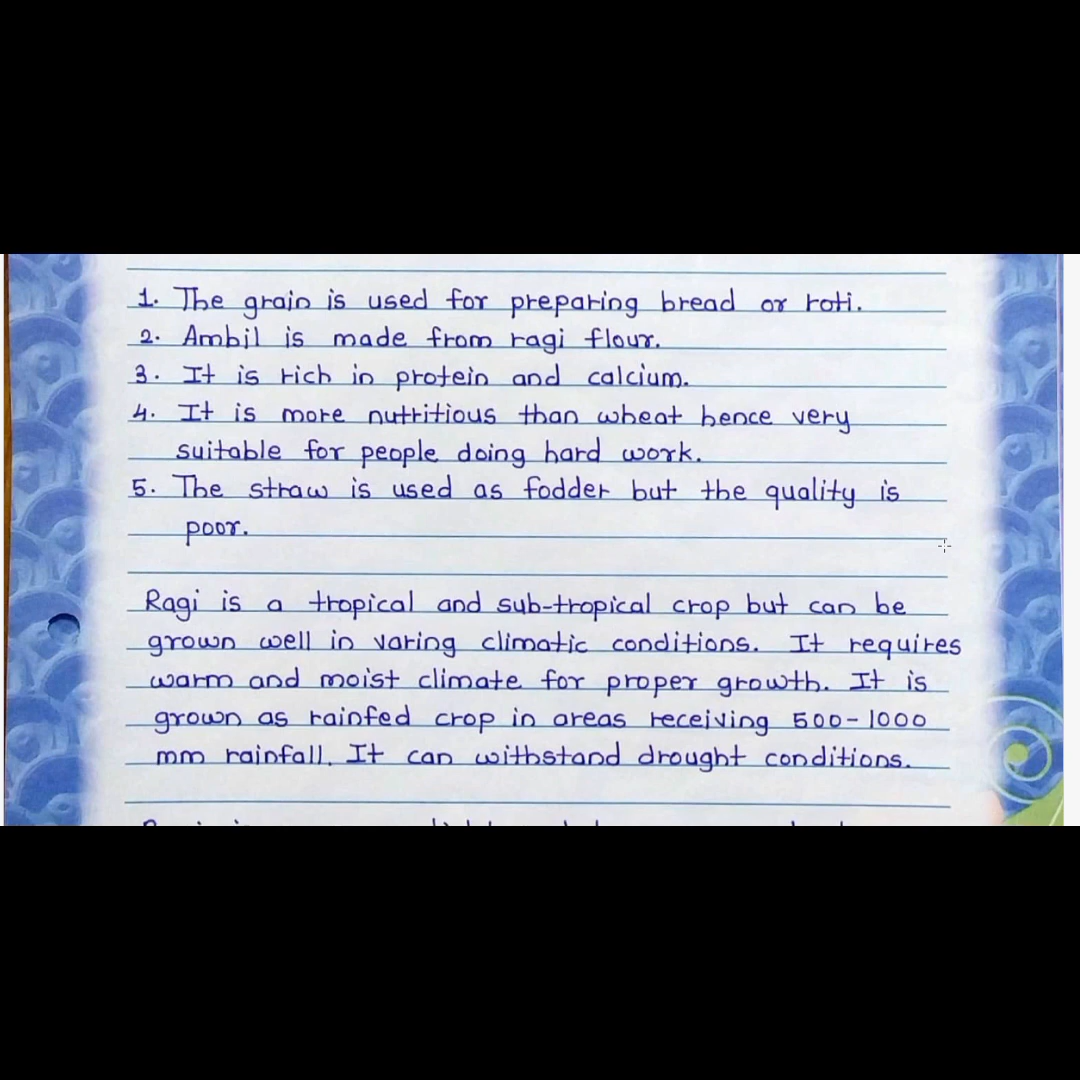 1. The grain is used for preparing bread or roti.
2. Ambil is made from ragi flour.
3. It is rich in protein and calcium.
4. It is more nutritious than wheat hence very
suitable for people doing hard work.
5. The straw is used as fodder but the quality is
poor.
Ragi is a tropical and sub-tropical crop but can be
grown well in varing climatic conditions. It requires
warm and moist climate for proper growth. It is
grown as rainfed crop in areas receiving 500-1000
mm rainfall. It can withstand drought conditions.